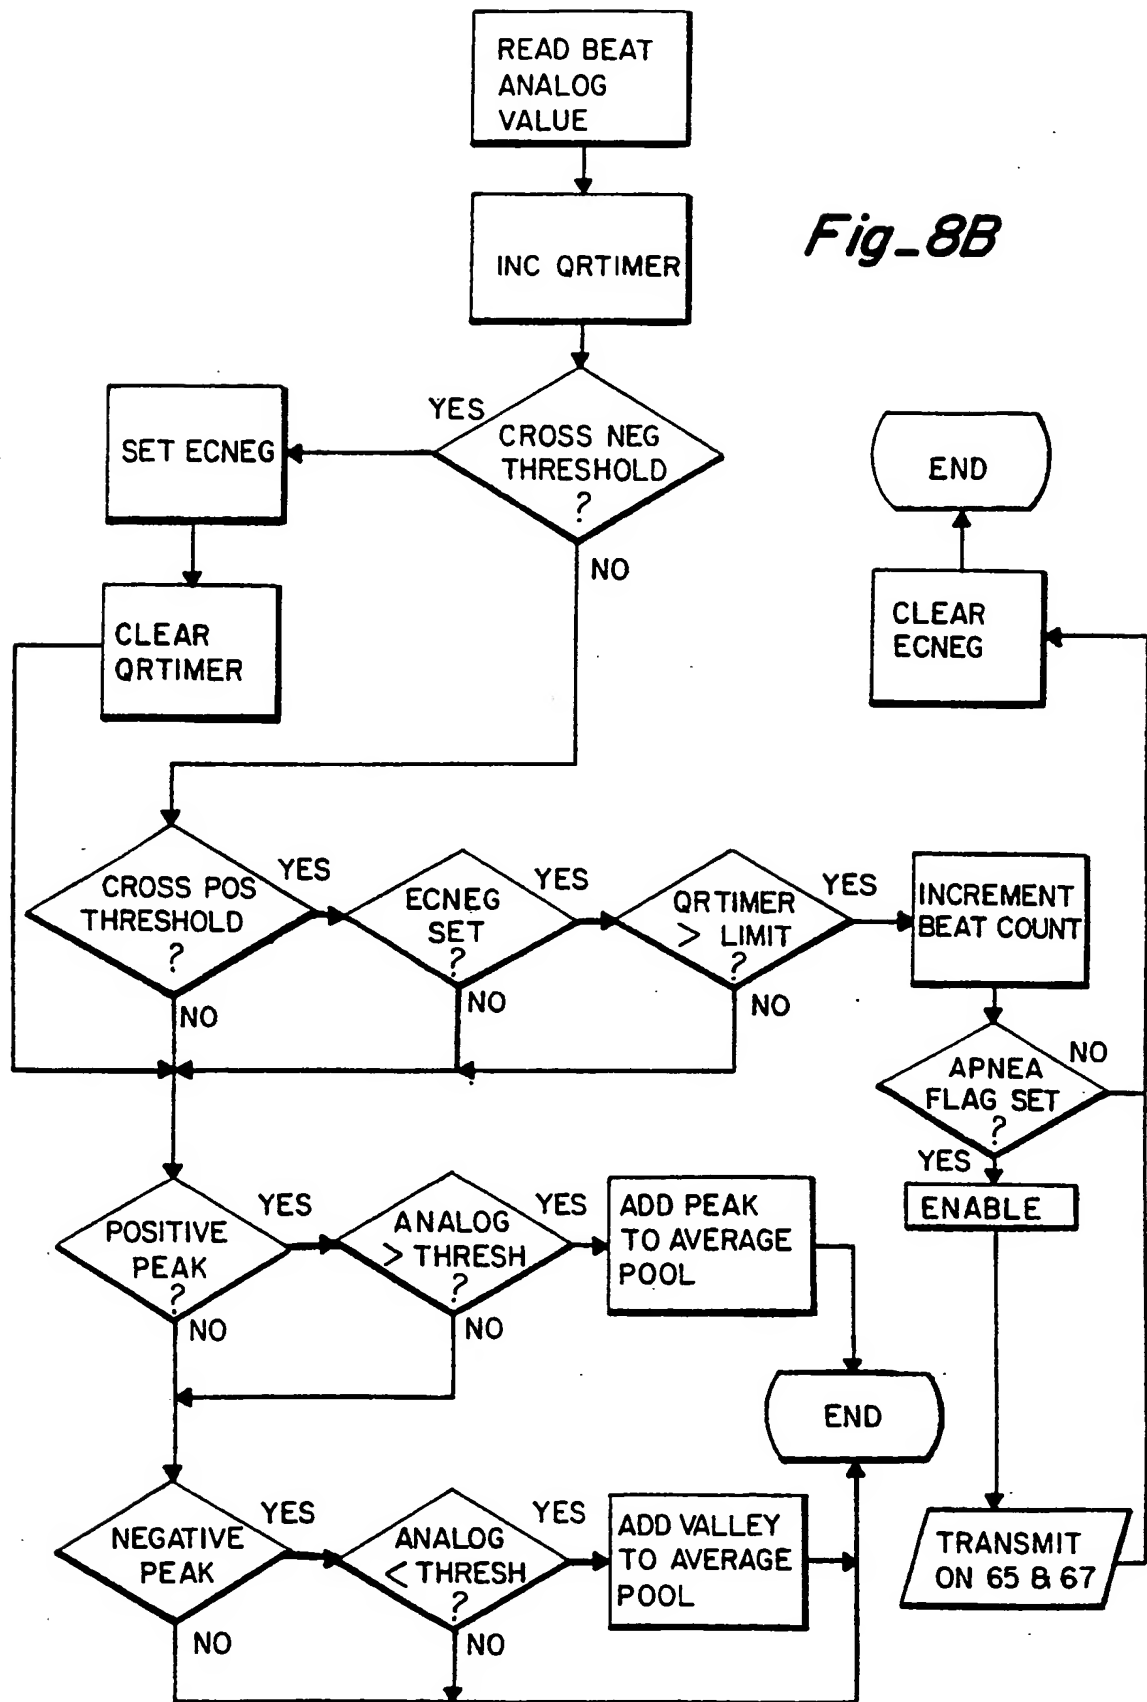 READ BEAT
ANALOG
VALUE
INC QRTIMER
Fig_8B
YES
CROSS NEG
THRESHOLD
?
NO
SET ECNEG
CLEAR
QRTIMER
END
CLEAR
ECNEG
CROSS POS
THRESHOLD
?
YES
NO
ECNEG
SET
?
YES
NO
QRTIMER
> LIMIT
?
YES
NO
INCREMENT
BEAT COUNT
APNEA
FLAG SET
?
NO
YES
ENABLE
POSITIVE
PEAK
?
YES
NO
ANALOG
> THRESH
?
YES
NO
ADD PEAK
TO AVERAGE
POOL
END
NEGATIVE
PEAK
YES
NO
ANALOG
< THRESH
?
YES
NO
ADD VALLEY
TO AVERAGE
POOL
TRANSMIT
ON 65 & 67